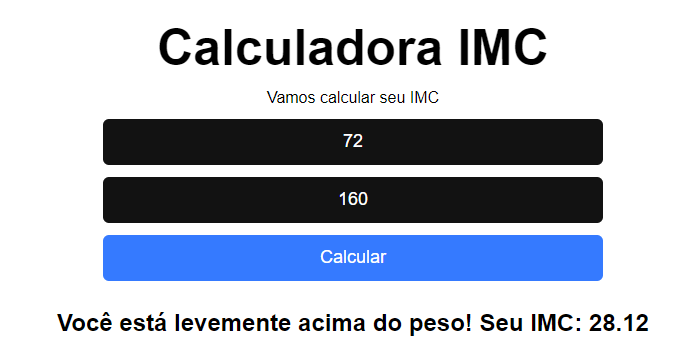 Calculadora IMC
Vamos calcular seu IMC
72
160
Calcular
Você está levemente acima do peso! Seu IMC: 28.12